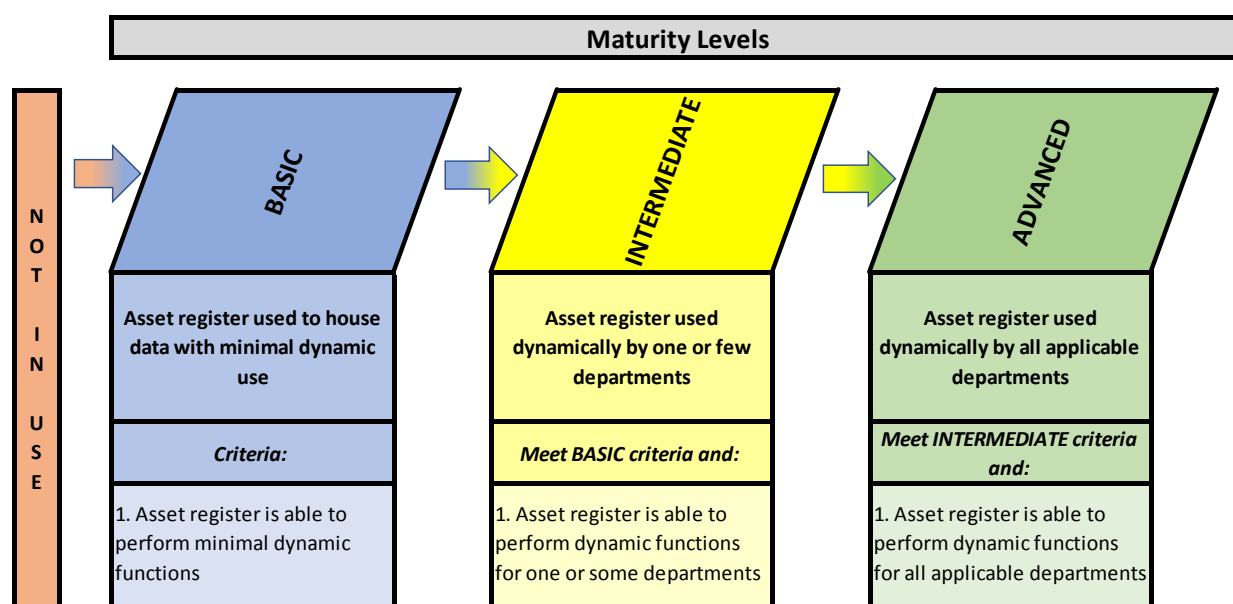 Maturity Levels
NOT IN USE
BASIC
Asset register used to house
data with minimal dynamic
use
Criteria:
1. Asset register is able to
perform minimal dynamic
functions
INTERMEDIATE
Asset register used
dynamically by one or few
departments
Meet BASIC criteria and:
1. Asset register is able to
perform dynamic functions
for one or some departments
ADVANCED
Asset register used
dynamically by all applicable
departments
Meet INTERMEDIATE criteria
and:
1. Asset register is able to
perform dynamic functions
for all applicable departments